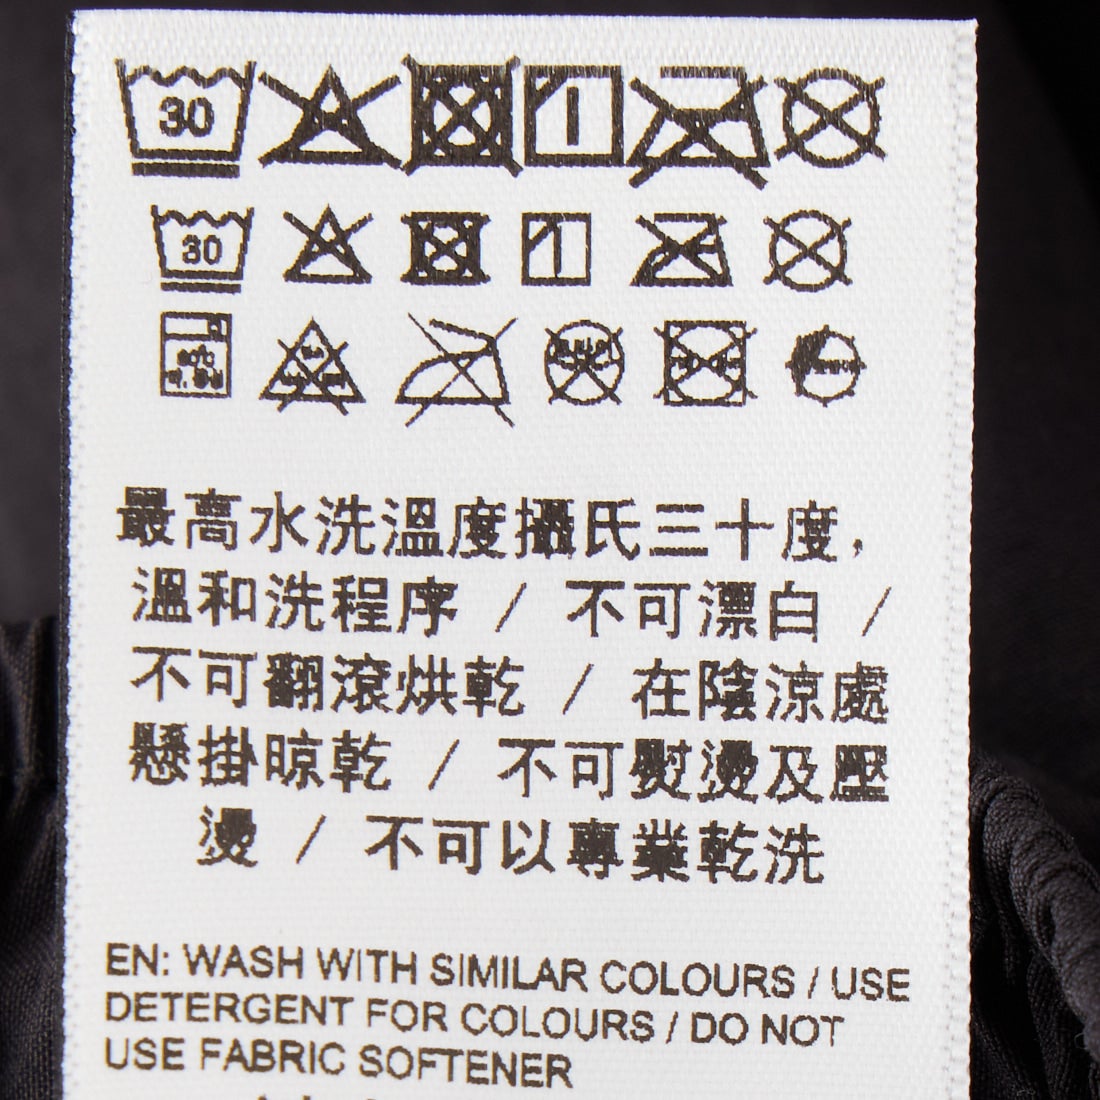 30
30
最高水洗溫度攝氏三十度,
溫和洗程序 / 不可漂白 /
不可翻滾烘乾 / 在陰涼處
懸掛晾乾 / 不可熨燙及壓
燙 / 不可以專業乾洗
EN: WASH WITH SIMILAR COLOURS / USE
DETERGENT FOR COLOURS / DO NOT
USE FABRIC SOFTENER